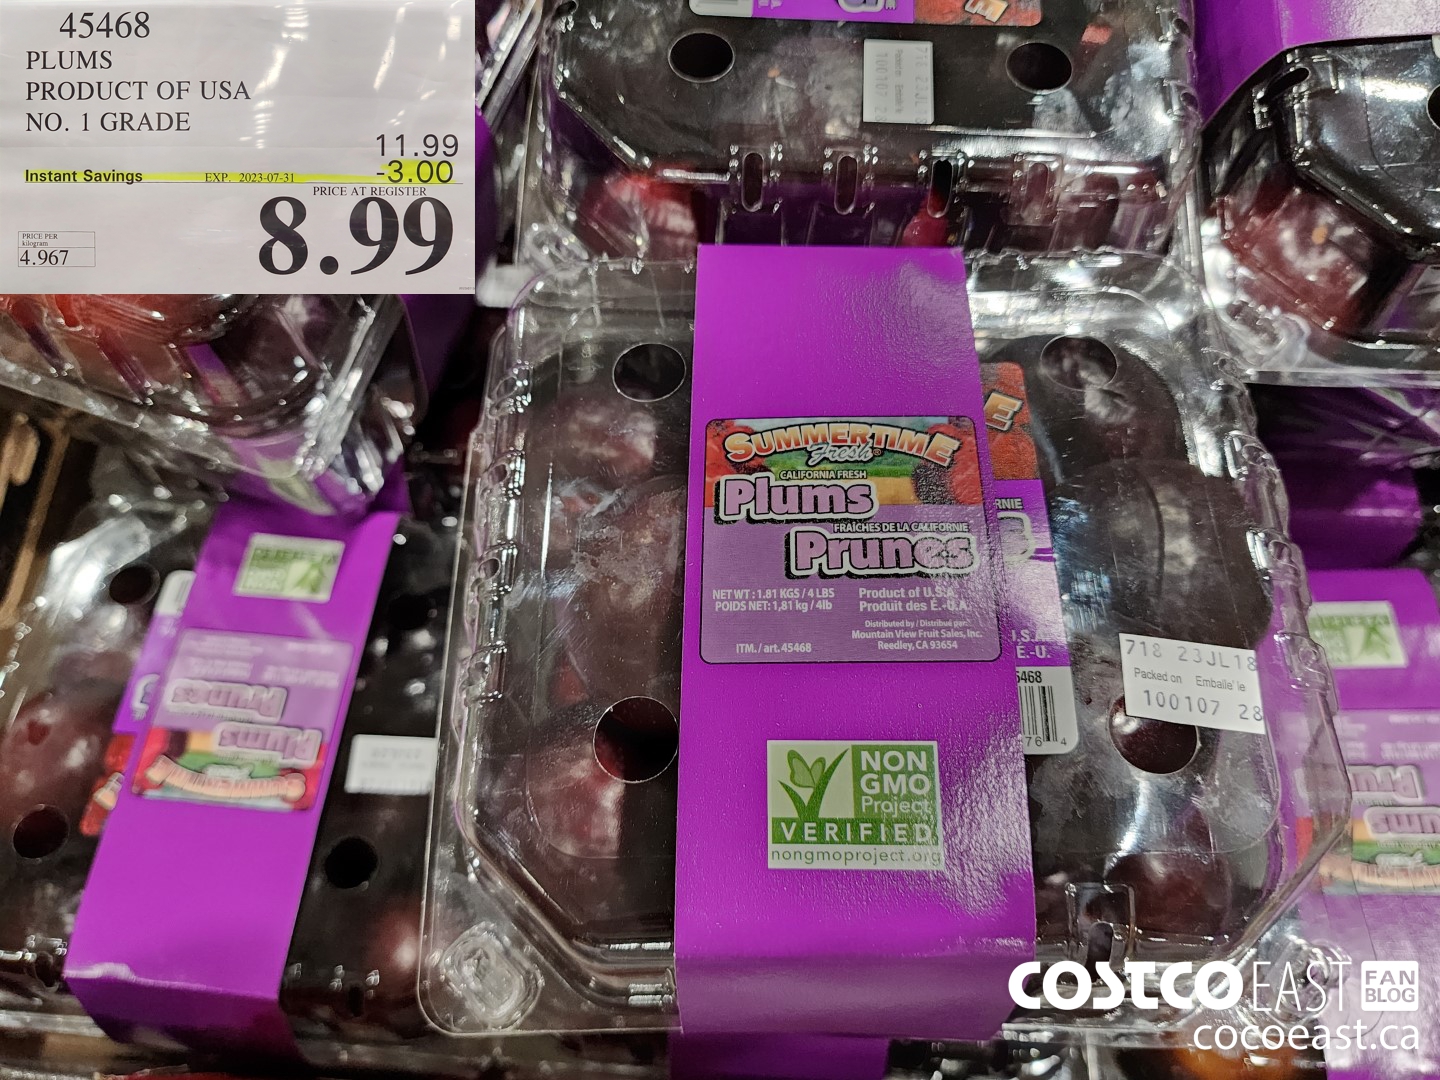 45468
PLUMS
PRODUCT OF USA
NO. 1 GRADE
11.99
Instant Savings EXP. 2023-07-31 -3.00
PRICE AT REGISTER
8.99
PRICE PER
kilogram
4.967
SUMMERTIME
Fresh®
CALIFORNIA FRESH
Plums
FRAÎCHES DE LA CALIFORNIE
Prunes
NET WT : 1.81 KGS / 4 LBS
POIDS NET: 1,81 kg / 4lb
Product of U.S.A.
Produit des É.-U.A.
Distributed by / Distribué par:
Mountain View Fruit Sales, Inc.
Reedley, CA 93654
ITM. / art. 45468
718 23JL18
Packed on Emballe' le
100107 28
NON
GMO
Project
VERIFIED
nongmoproject.org
COSTCO EAST FAN BLOG
cocoeast.ca